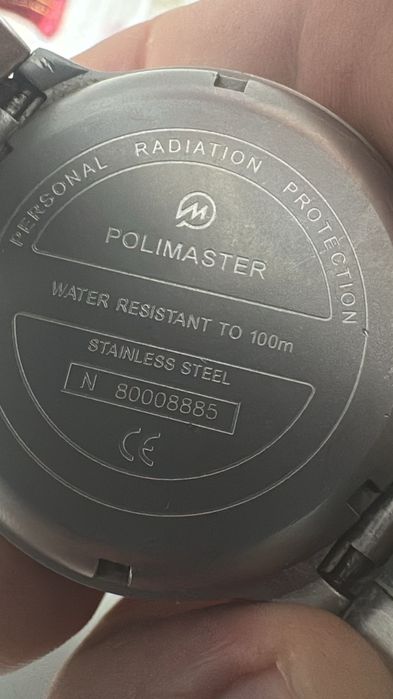 PERSONAL RADIATION PROTECTION
POLIMASTER
WATER RESISTANT TO 100m
STAINLESS STEEL
N 80008885
CE